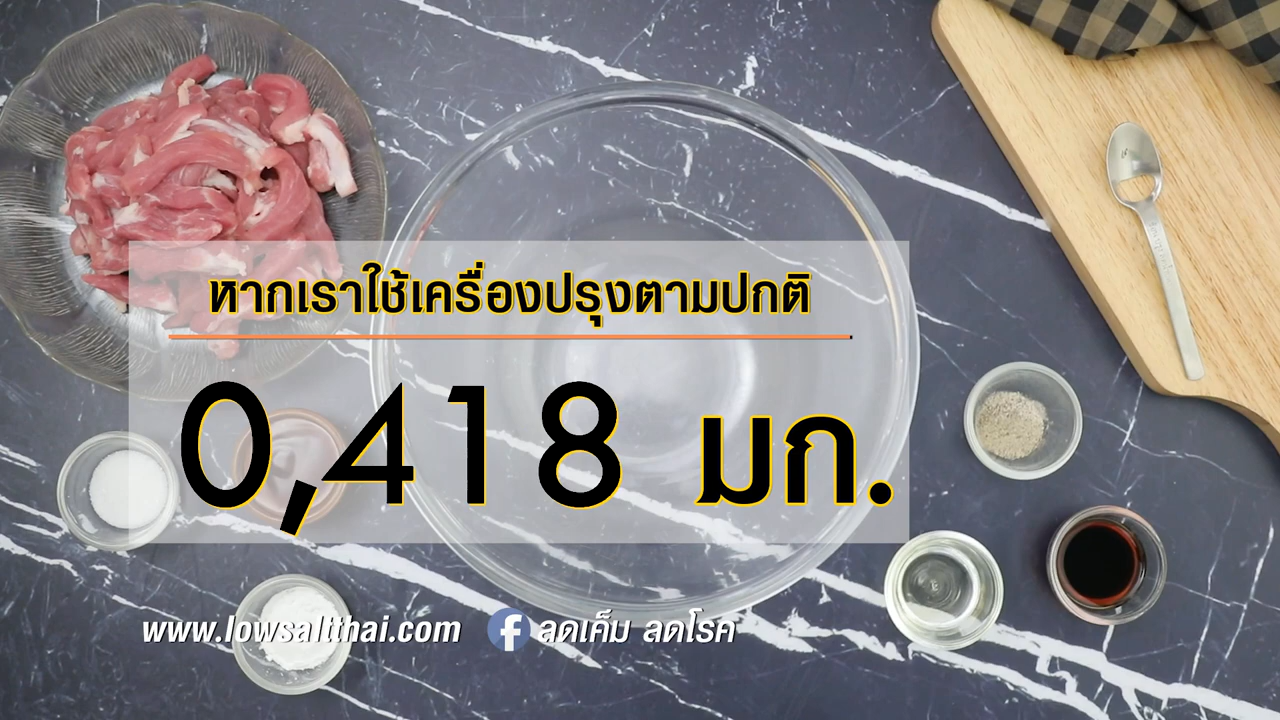 หากเราใช้เครื่องปรุงตามปกติ
0,418 มก.
www.lowsaltthai.com f ลดเค็ม ลดโรค